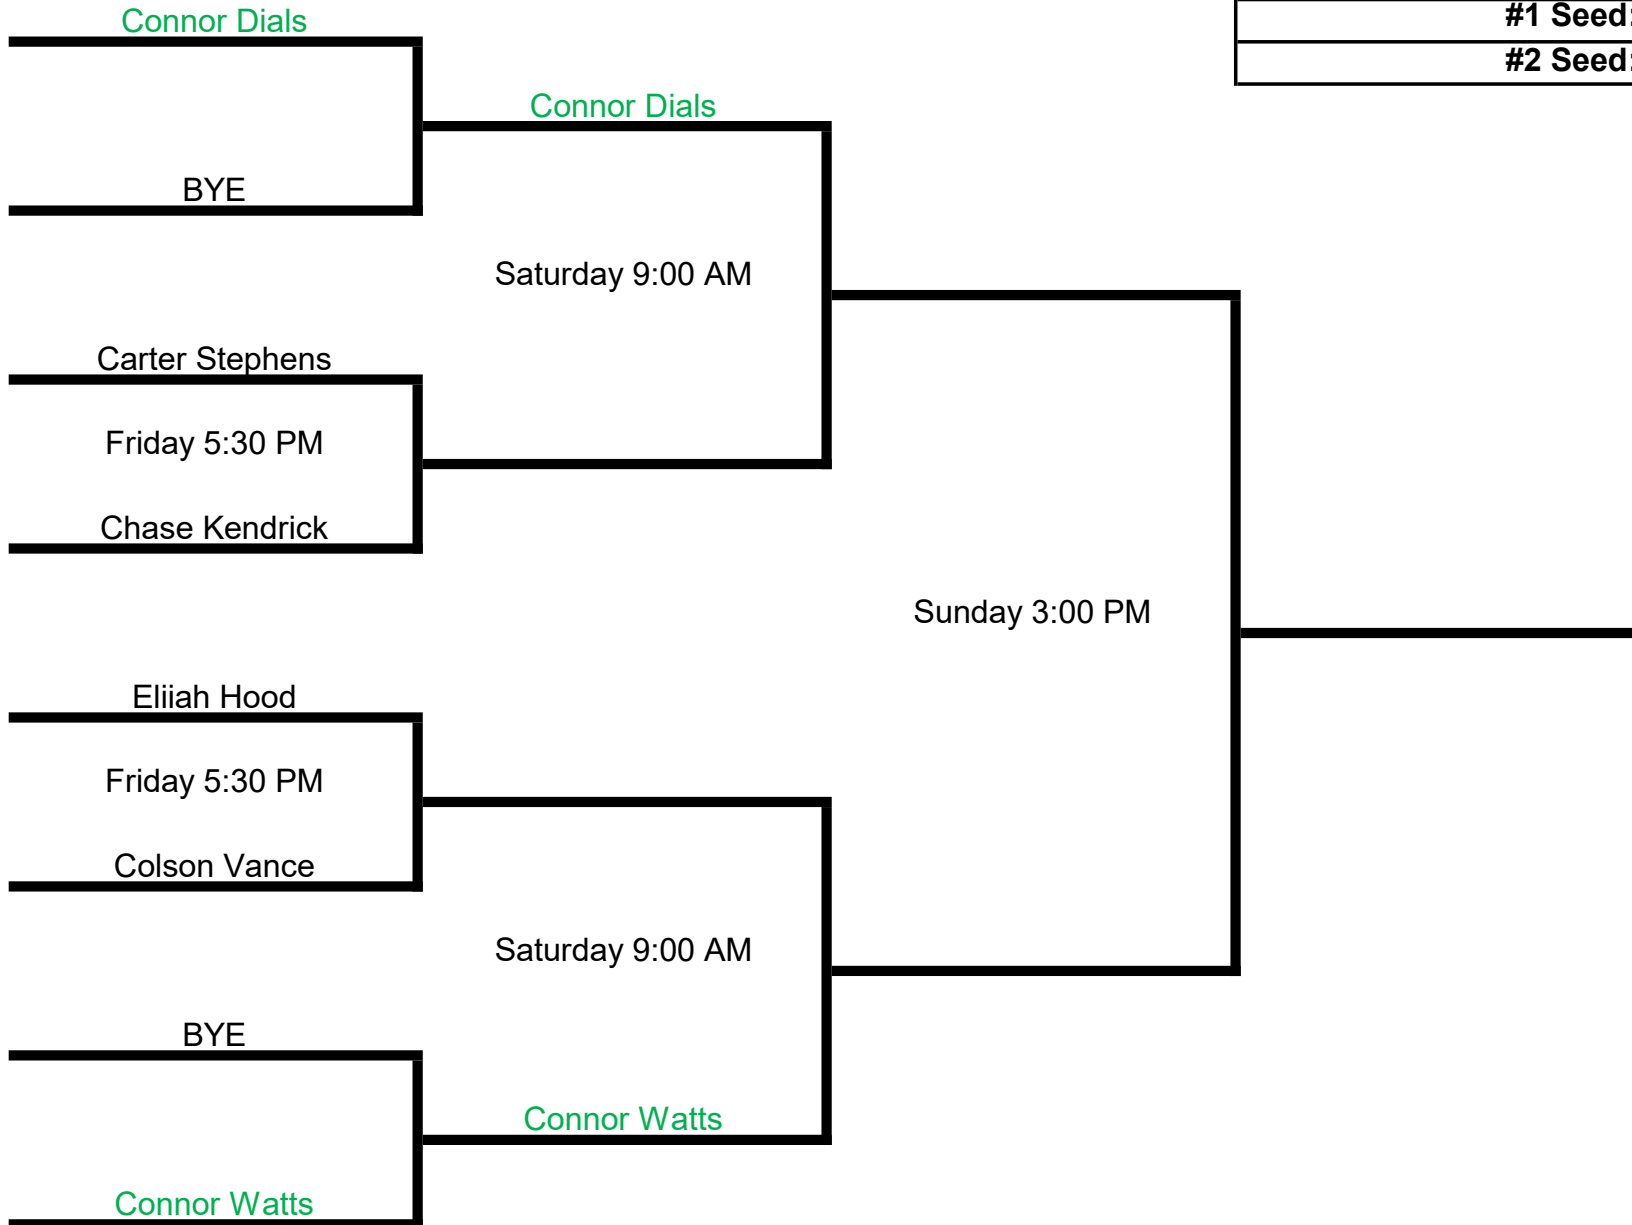 Connor Dials
#1 Seed:
#2 Seed:
Connor Dials
BYE
Saturday 9:00 AM
Carter Stephens
Friday 5:30 PM
Chase Kendrick
Sunday 3:00 PM
Elijah Hood
Friday 5:30 PM
Colson Vance
Saturday 9:00 AM
BYE
Connor Watts
Connor Watts